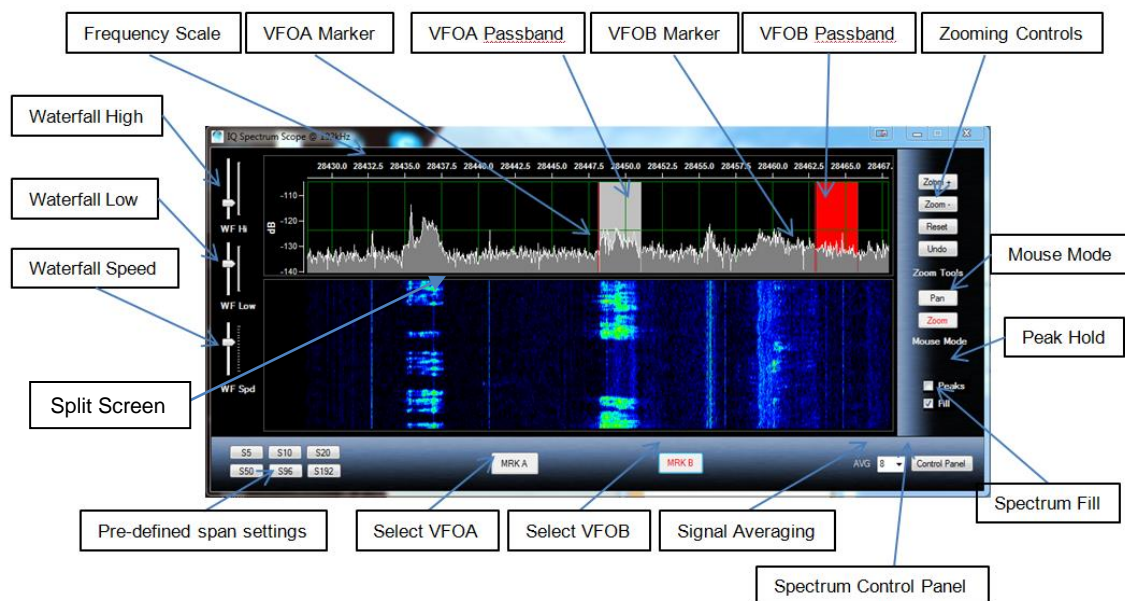 Frequency Scale
VFOA Marker
VFOA Passband
VFOB Marker
VFOB Passband
Zooming Controls
Waterfall High
Waterfall Low
Waterfall Speed
Split Screen
IQ Spectrum Scope @ 122kHz
28430.0 28432.5 28435.0 28437.5 28440.0 28442.5 28445.0 28447.5 28450.0 28452.5 28455.0 28457.5 28460.0 28462.5 28465.0 28467.
dB
-110
-120
-130
-140
WF Hi
WF Low
WF Spd
Zoom +
Zoom -
Reset
Undo
Zoom Tools
Pan
Zoom
Mouse Mode
Peaks
Fill
Mouse Mode
Peak Hold
S5 S10 S20
S50 S96 S192
MRK A
MRK B
AVG 8
Control Panel
Pre-defined span settings
Select VFOA
Select VFOB
Signal Averaging
Spectrum Fill
Spectrum Control Panel